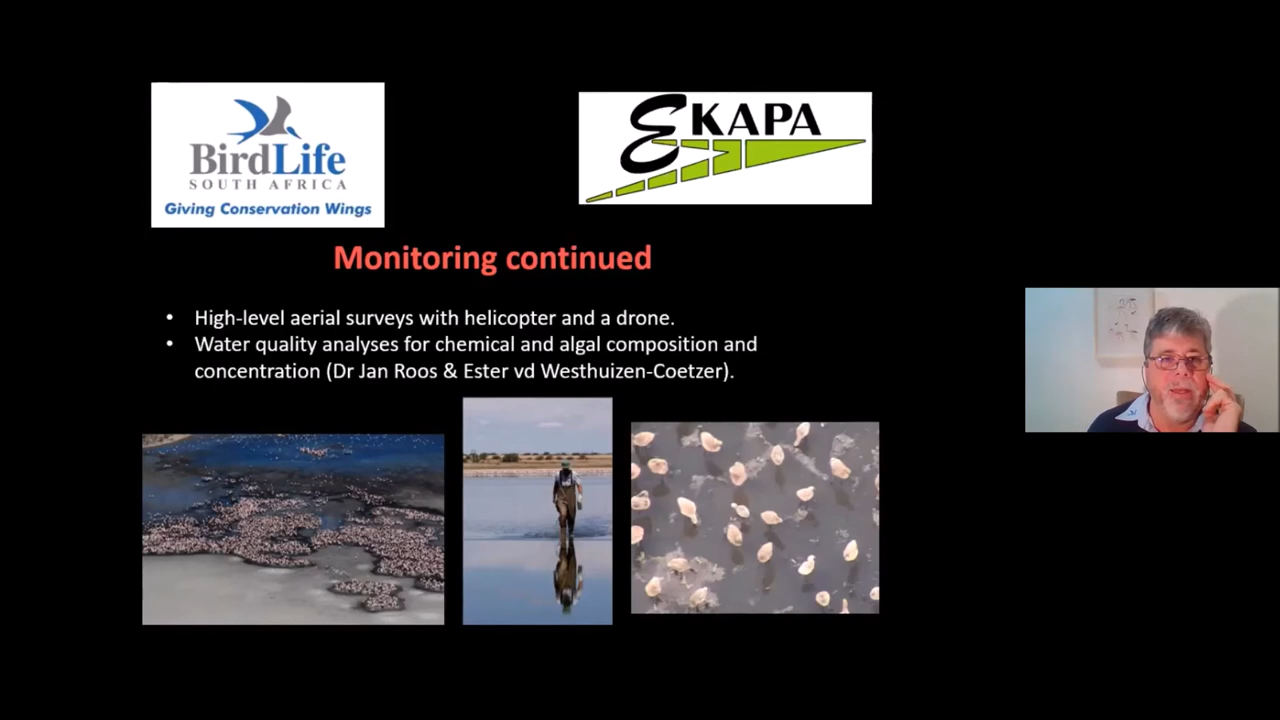 BirdLife
SOUTH AFRICA
Giving Conservation Wings
EKAPA
Monitoring continued
• High-level aerial surveys with helicopter and a drone.
• Water quality analyses for chemical and algal composition and
concentration (Dr Jan Roos & Ester vd Westhuizen-Coetzer).